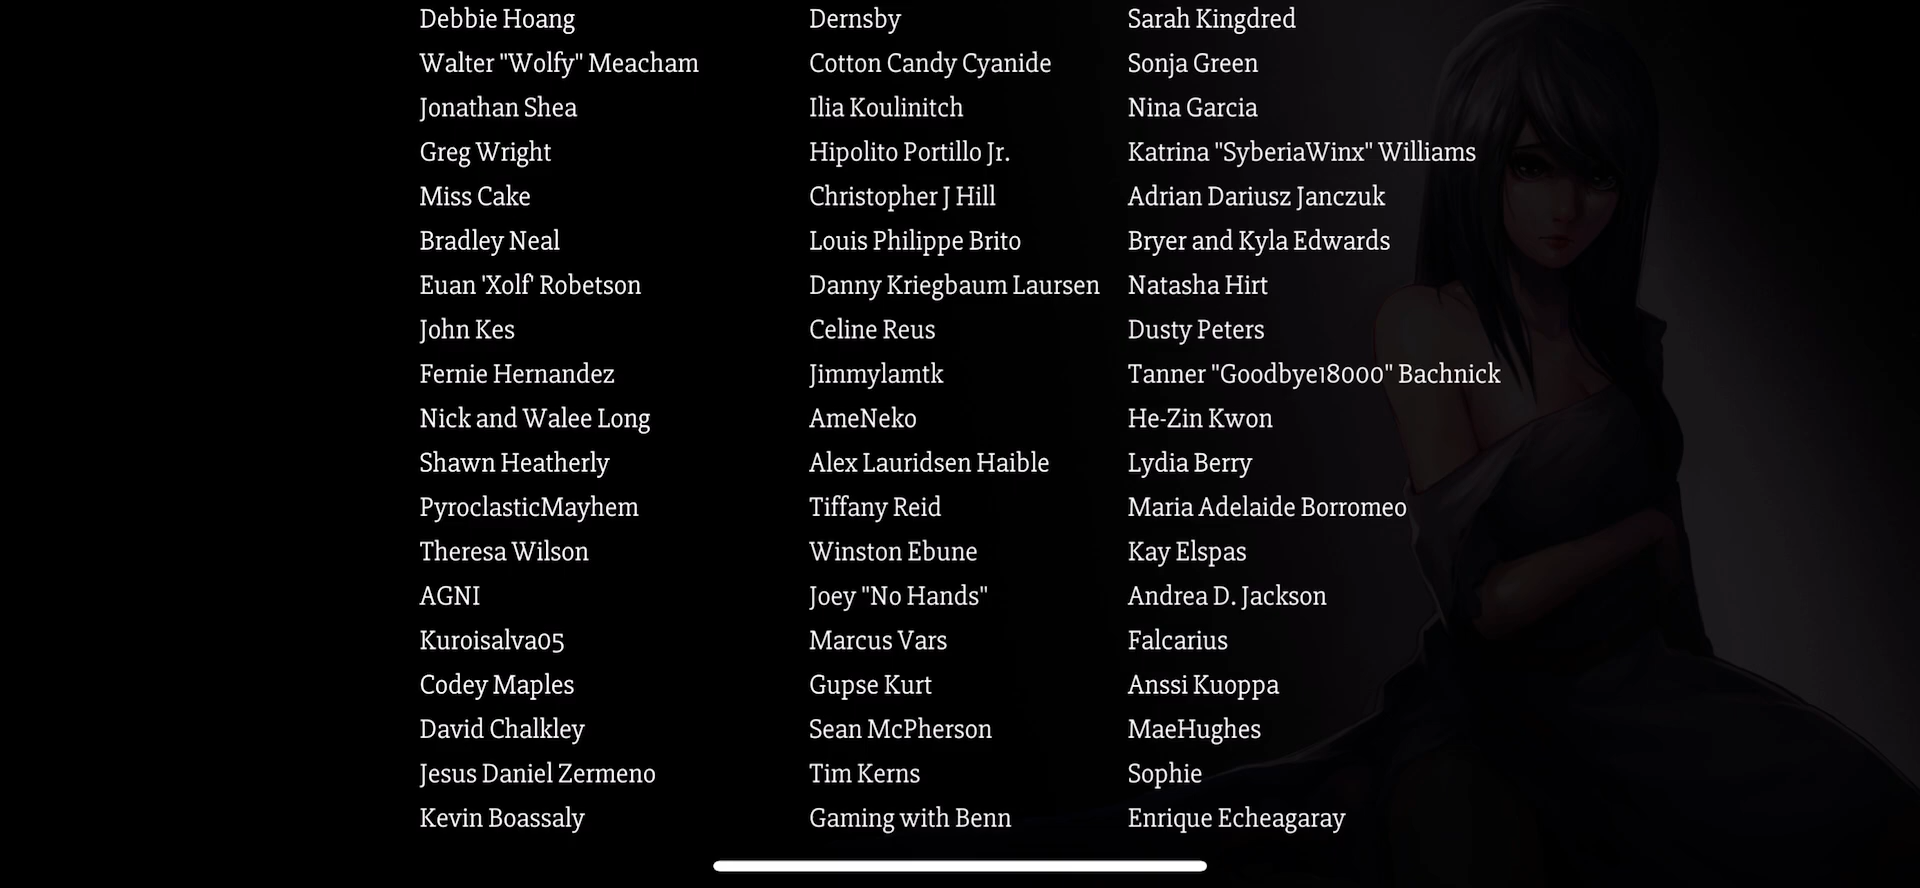 Debbie Hoang Dernsby Sarah Kingdred
Walter "Wolfy" Meacham Cotton Candy Cyanide Sonja Green
Jonathan Shea Ilia Koulinitch Nina Garcia
Greg Wright Hipolito Portillo Jr. Katrina "SyberiaWinx" Williams
Miss Cake Christopher J Hill Adrian Dariusz Janczuk
Bradley Neal Louis Philippe Brito Bryer and Kyla Edwards
Euan 'Xolf' Robetson Danny Kriegbaum Laursen Natasha Hirt
John Kes Celine Reus Dusty Peters
Fernie Hernandez Jimmylamtk Tanner "Goodbye18000" Bachnick
Nick and Walee Long AmeNeko He-Zin Kwon
Shawn Heatherly Alex Lauridsen Haible Lydia Berry
PyroclasticMayhem Tiffany Reid Maria Adelaide Borromeo
Theresa Wilson Winston Ebune Kay Elspas
AGNI Joey "No Hands" Andrea D. Jackson
Kuroisalva05 Marcus Vars Falcarius
Codey Maples Gupse Kurt Anssi Kuoppa
David Chalkley Sean McPherson MaeHughes
Jesus Daniel Zermeno Tim Kerns Sophie
Kevin Boassaly Gaming with Benn Enrique Echeagaray